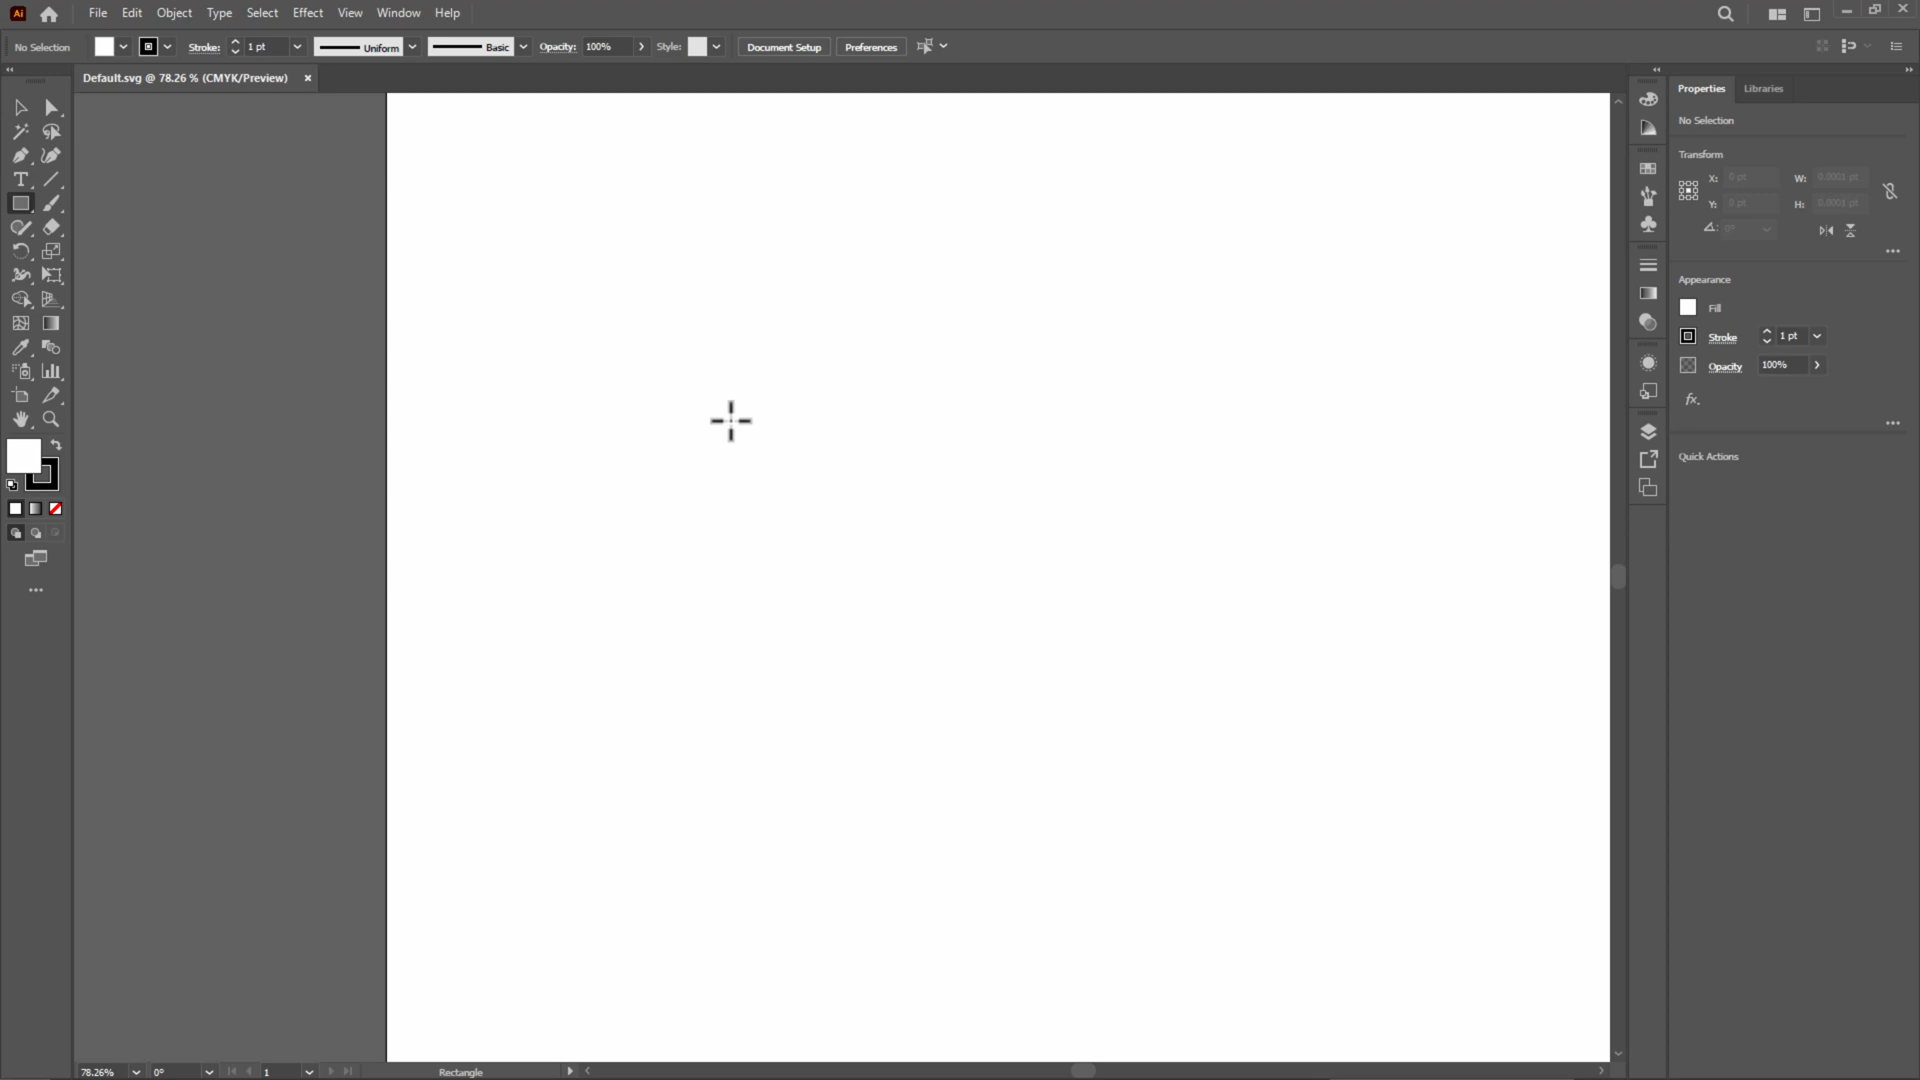 Ai File Edit Object Type Select Effect View Window Help
No Selection Stroke: 1 pt Uniform Basic Opacity: 100% Style: Document Setup Preferences
Default.svg @ 78.26 % (CMYK/Preview) ×
Properties Libraries
No Selection
Transform
X: 0 pt W: 0.0001 pt
Y: 0 pt H: 0.0001 pt
0°
Appearance
Fill
Stroke 1 pt
Opacity 100%
fx.
Quick Actions
78.26% 0° 1 Rectangle